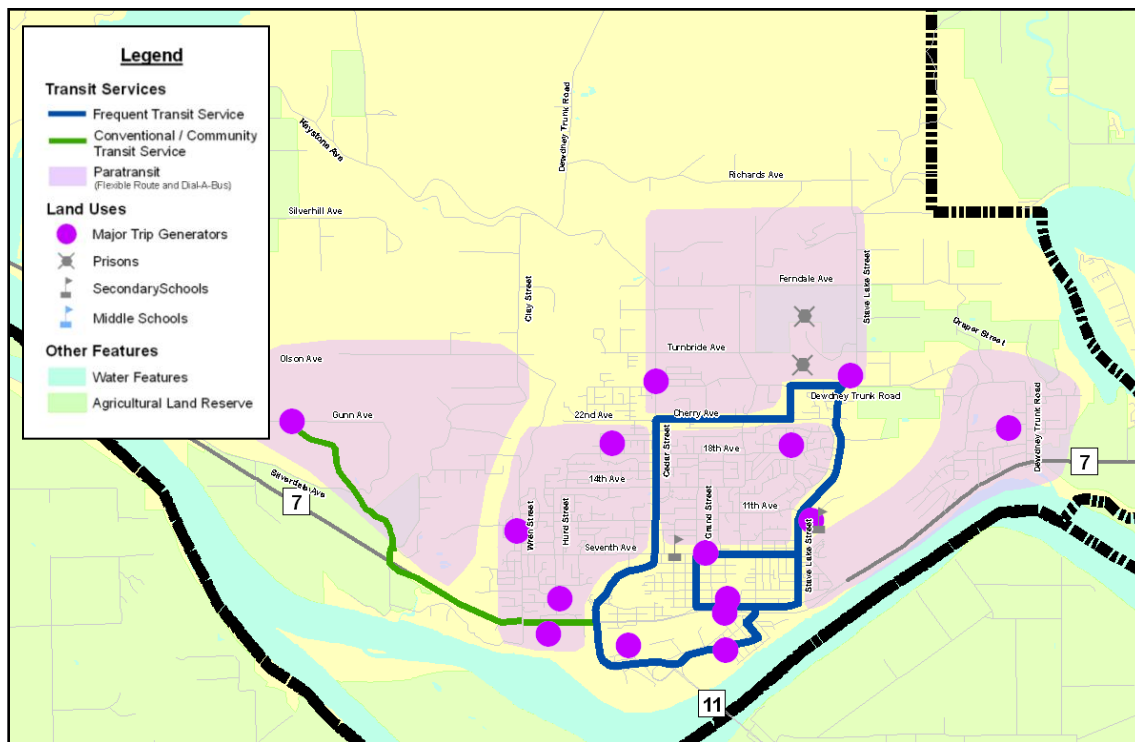 Legend
Transit Services
Frequent Transit Service
Conventional / Community
Transit Service
Paratransit
(Flexible Route and Dial-A-Bus)
Land Uses
Major Trip Generators
Prisons
SecondarySchools
Middle Schools
Other Features
Water Features
Agricultural Land Reserve
Keystone Ave
Dewdney Trunk Road
Richards Ave
Silverhill Ave
Clay Street
Ferndale Ave
Stave Lake Street
Draper Street
Turnbride Ave
Olson Ave
Dewdney Trunk Road
Gunn Ave
22nd Ave
Cherry Ave
Dewdney Trunk Road
Cedar Street
18th Ave
7
14th Ave
Silverdale Ave
7
Grand Street
11th Ave
Wren Street
Hurd Street
Seventh Ave
Stave Lake Street
11